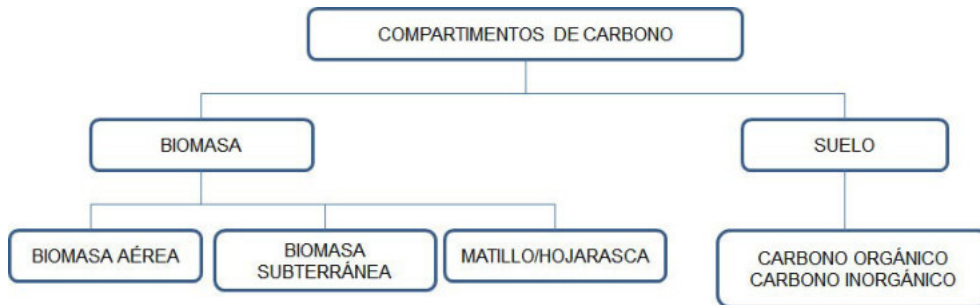 COMPARTIMENTOS DE CARBONO
BIOMASA
SUELO
BIOMASA AÉREA
BIOMASA
SUBTERRÁNEA
MATILLO/HOJARASCA
CARBONO ORGÁNICO
CARBONO INORGÁNICO